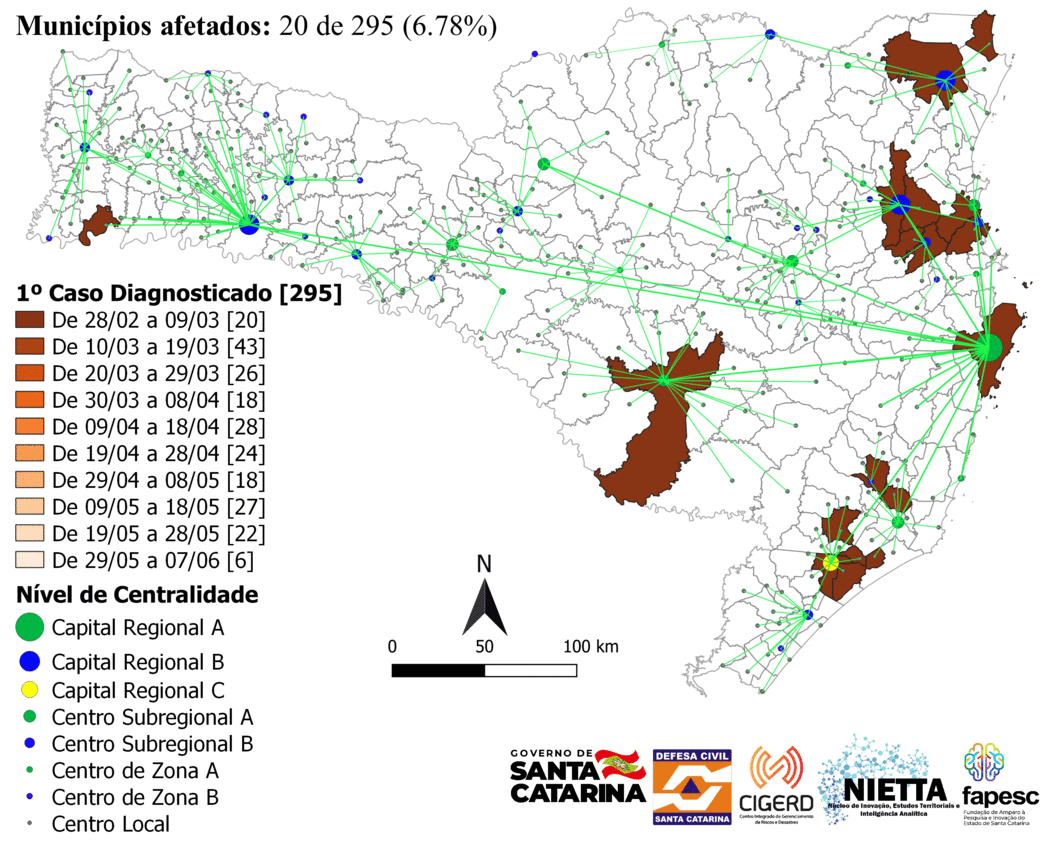 Municípios afetados: 20 de 295 (6.78%)
1º Caso Diagnosticado [295]
De 28/02 a 09/03 [20]
De 10/03 a 19/03 [43]
De 20/03 a 29/03 [26]
De 30/03 a 08/04 [18]
De 09/04 a 18/04 [28]
De 19/04 a 28/04 [24]
De 29/04 a 08/05 [18]
De 09/05 a 18/05 [27]
De 19/05 a 28/05 [22]
De 29/05 a 07/06 [6]
Nível de Centralidade
Capital Regional A
Capital Regional B
Capital Regional C
Centro Subregional A
Centro Subregional B
Centro de Zona A
Centro de Zona B
Centro Local
N
0 50 100 km
GOVERNO DE
SANTA
CATARINA
DEFESA CIVIL
SANTA CATARINA
CIGERD
Centro Integrado de Gerenciamento
de Riscos e Desastres
NIETTA
Núcleo de Inovação, Estudos Territoriais e
Inteligência Analítica
fapesc
Fundação de Amparo à
Pesquisa e Inovação do
Estado de Santa Catarina